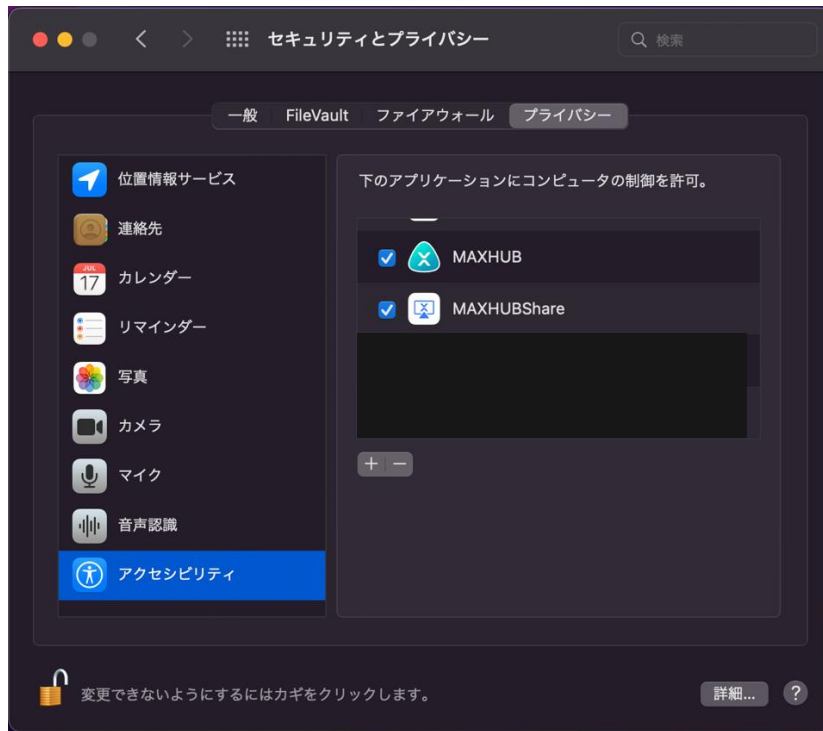 セキュリティとプライバシー
検索
一般 FileVault ファイアウォール プライバシー
位置情報サービス
連絡先
JUL
17
カレンダー
リマインダー
写真
カメラ
マイク
音声認識
アクセシビリティ
下のアプリケーションにコンピュータの制御を許可。
MAXHUB
MAXHUBShare
変更できないようにするにはカギをクリックします。
詳細...
?